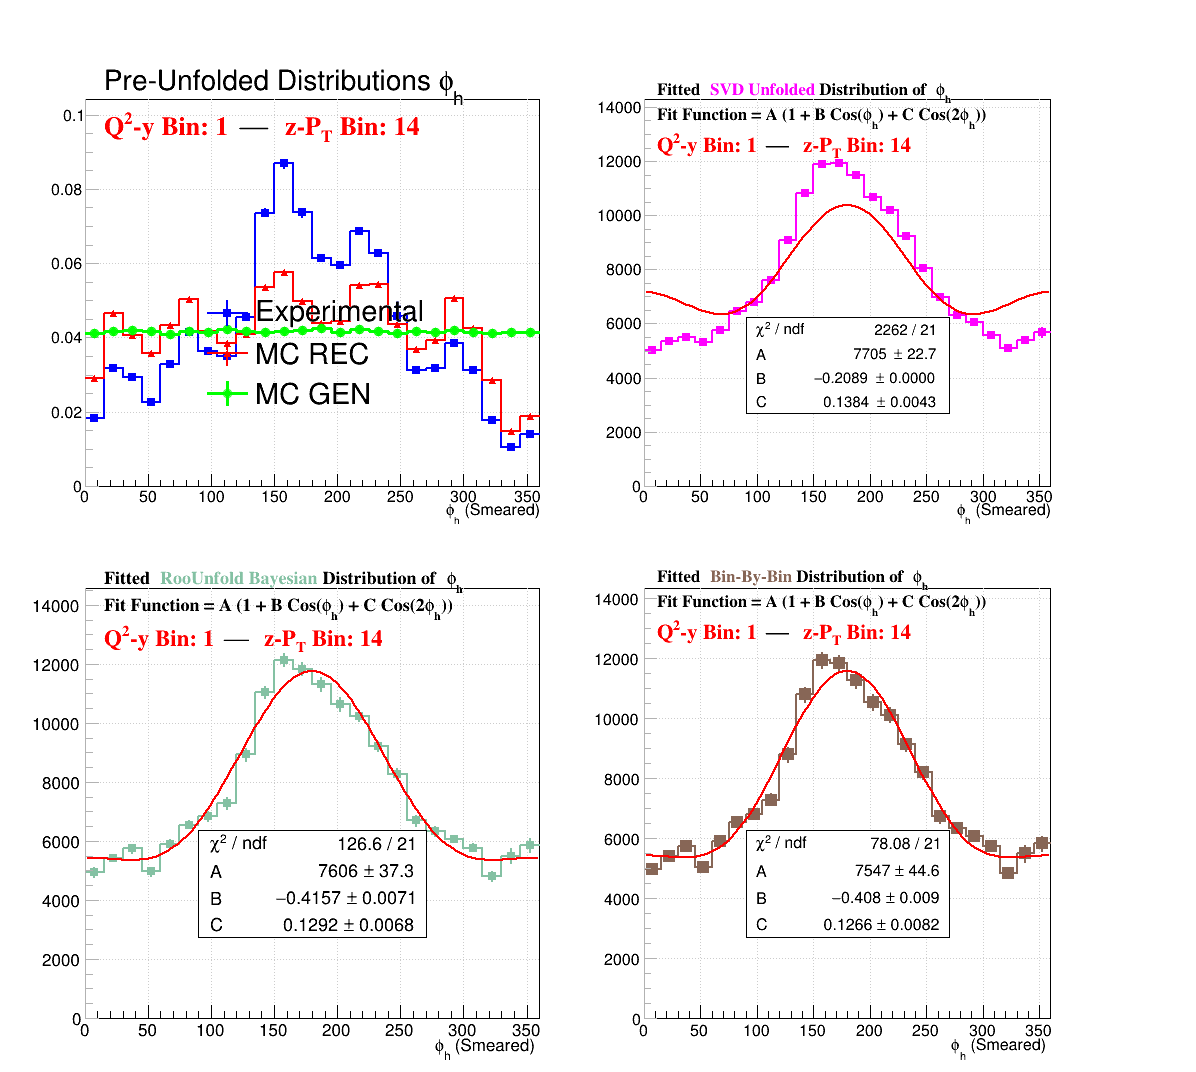 Pre-Unfolded Distributions ϕh
Q²-y Bin: 1 — z-PT Bin: 14
0.1
0.08
0.06
0.04
0.02
0
Experimental
MC REC
MC GEN
0 50 100 150 200 250 300 350
ϕh (Smeared)
Fitted SVD Unfolded Distribution of ϕh
Fit Function = A (1 + B Cos(ϕh) + C Cos(2ϕh))
Q²-y Bin: 1 — z-PT Bin: 14
14000
12000
10000
8000
6000
4000
2000
0
χ² / ndf 2262 / 21
A 7705 ± 22.7
B −0.2089 ± 0.0000
C 0.1384 ± 0.0043
0 50 100 150 200 250 300 350
ϕh (Smeared)
Fitted RooUnfold Bayesian Distribution of ϕh
Fit Function = A (1 + B Cos(ϕh) + C Cos(2ϕh))
Q²-y Bin: 1 — z-PT Bin: 14
14000
12000
10000
8000
6000
4000
2000
0
χ² / ndf 126.6 / 21
A 7606 ± 37.3
B −0.4157 ± 0.0071
C 0.1292 ± 0.0068
0 50 100 150 200 250 300 350
ϕh (Smeared)
Fitted Bin-By-Bin Distribution of ϕh
Fit Function = A (1 + B Cos(ϕh) + C Cos(2ϕh))
Q²-y Bin: 1 — z-PT Bin: 14
14000
12000
10000
8000
6000
4000
2000
0
χ² / ndf 78.08 / 21
A 7547 ± 44.6
B −0.408 ± 0.009
C 0.1266 ± 0.0082
0 50 100 150 200 250 300 350
ϕh (Smeared)